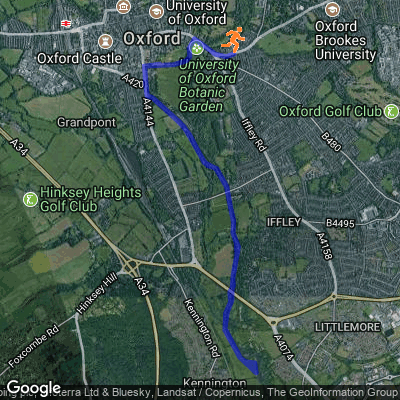 University
of Oxford
Oxford
Oxford
Brookes
University
Oxford Castle
A420
University
of Oxford
Botanic
Garden
Oxford Golf Club
Grandpont
A4144
Iffley Rd
B480
A34
Hinksey Heights
Golf Club
IFFLEY
B4495
A4158
Hinksey Hill
A34
Kennington Rd
Foxcombe Rd
LITTLEMORE
A4074
Kennington
Google
Terra Ltd & Bluesky, Landsat / Copernicus, The GeoInformation Group